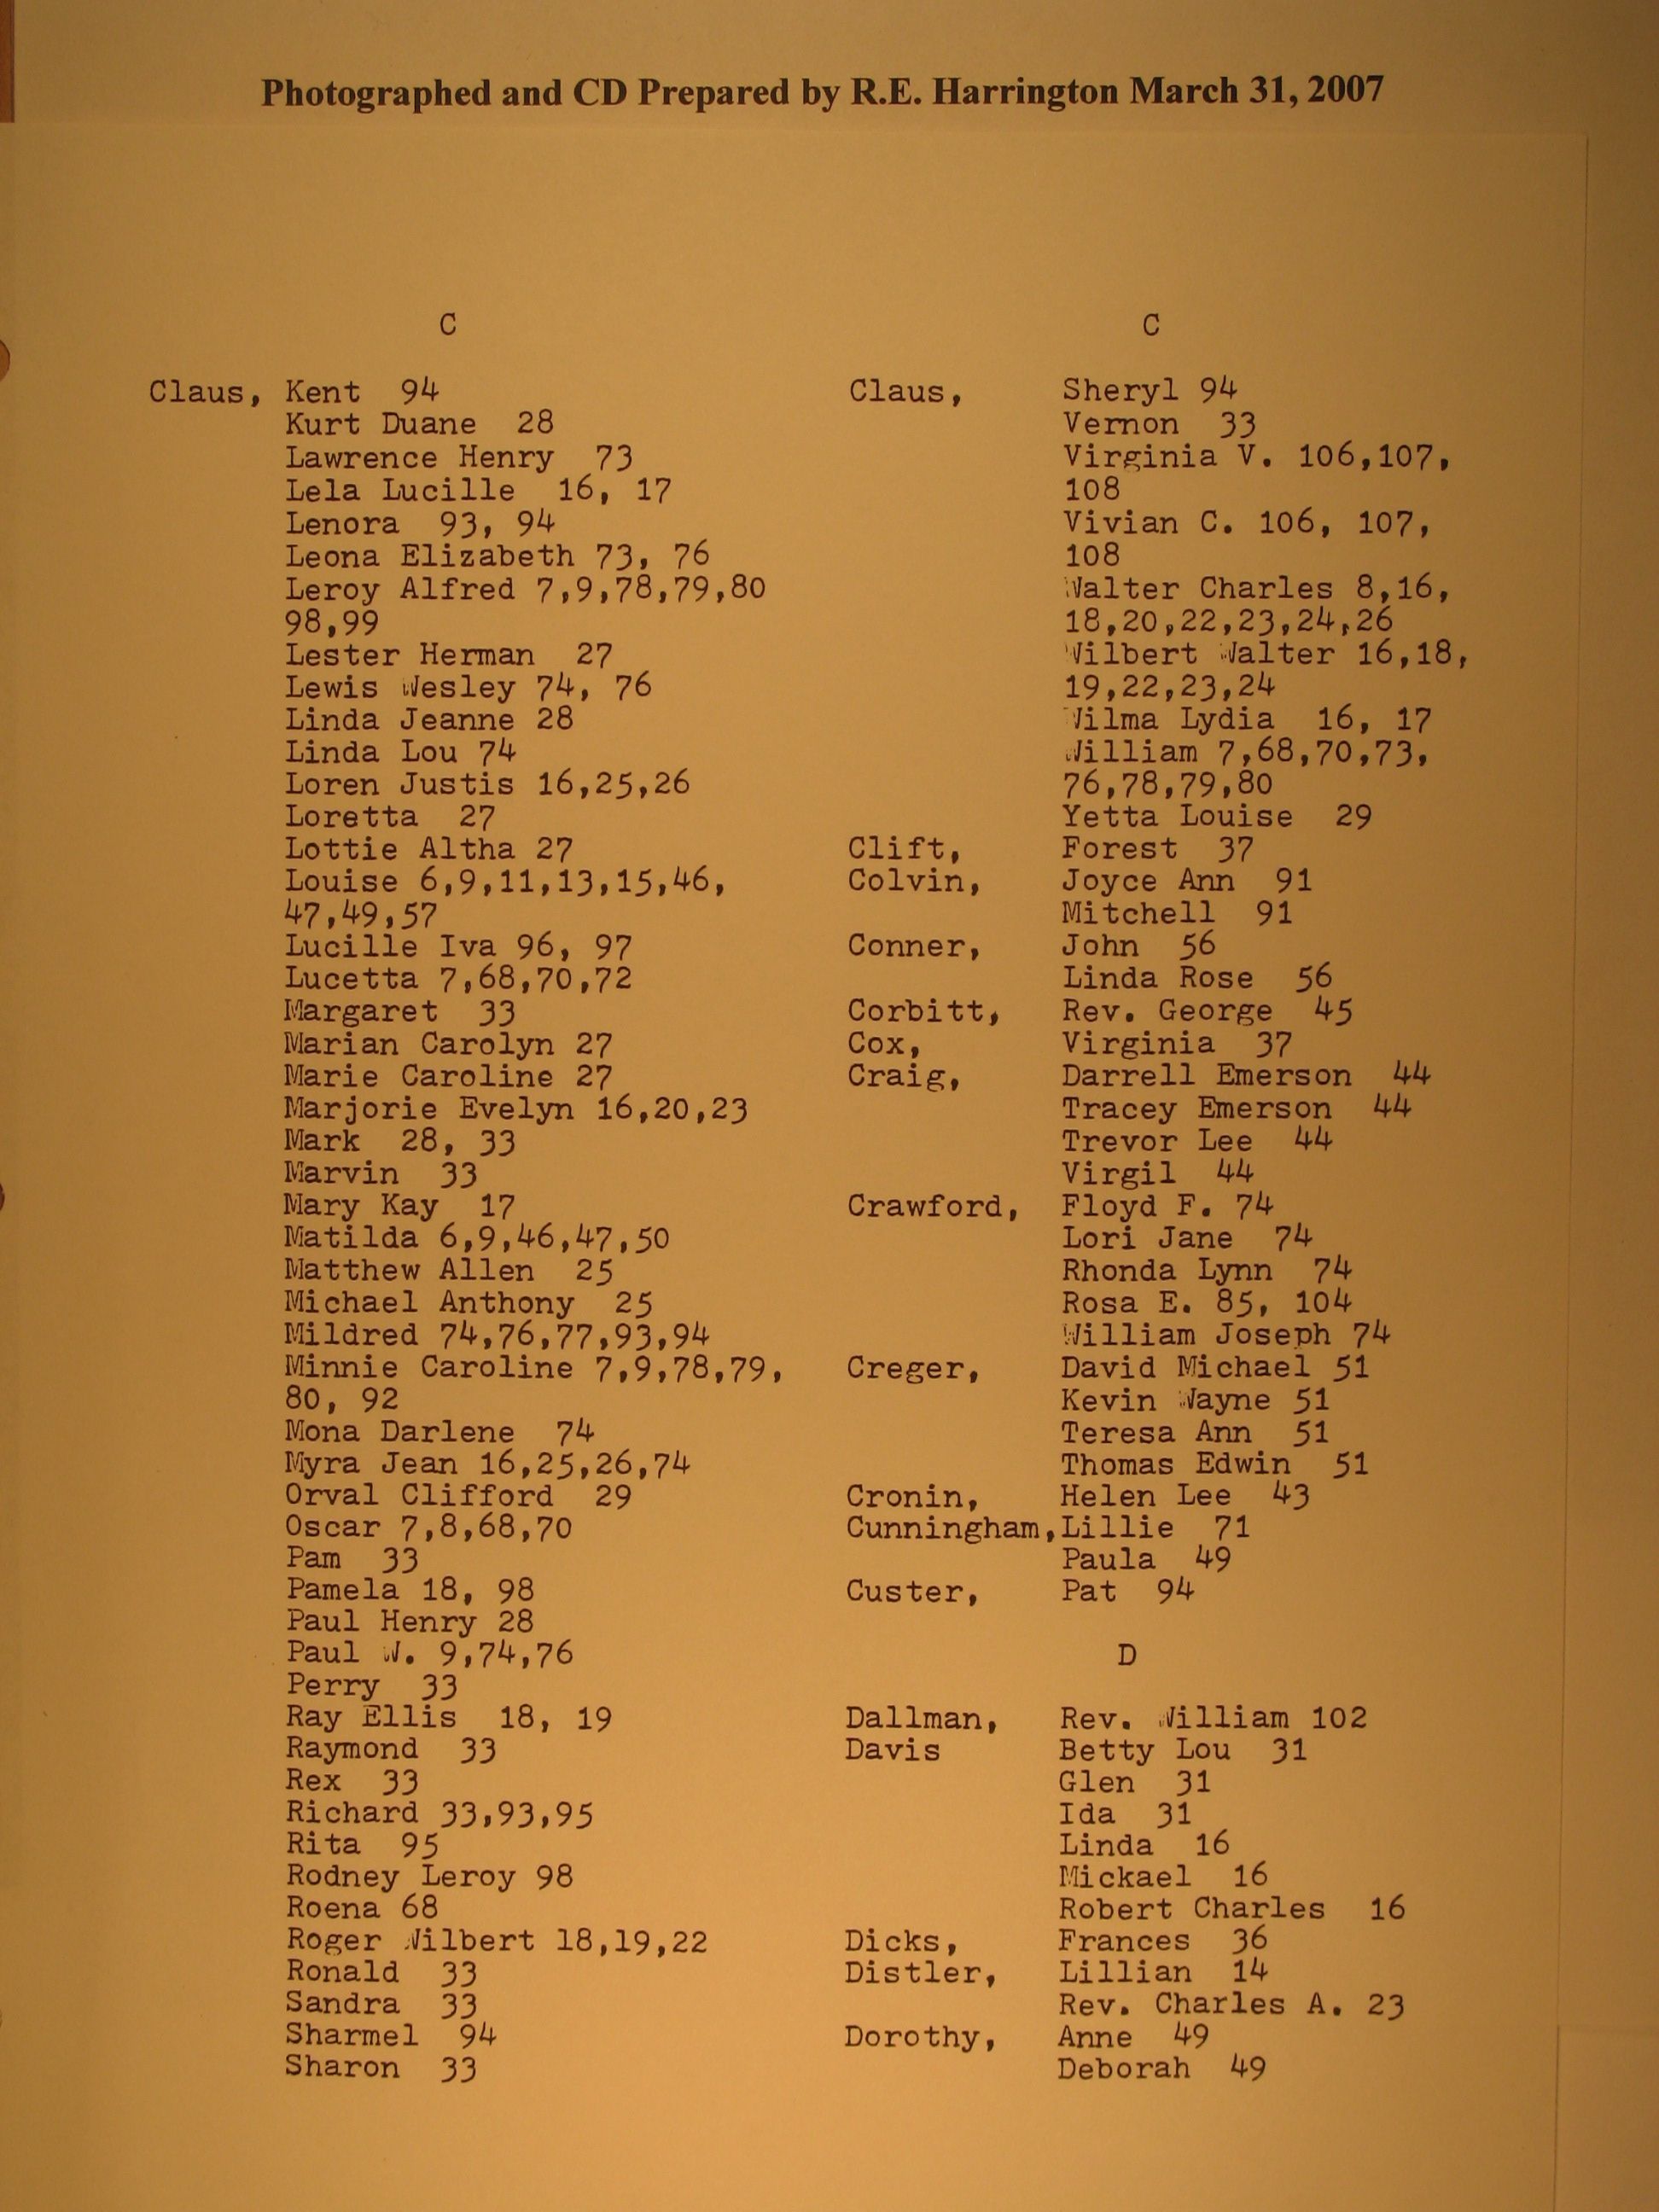 Photographed and CD Prepared by R.E. Harrington March 31, 2007
C
Claus, Kent 94
Kurt Duane 28
Lawrence Henry 73
Lela Lucille 16, 17
Lenora 93, 94
Leona Elizabeth 73, 76
Leroy Alfred 7,9,78,79,80
98,99
Lester Herman 27
Lewis Wesley 74, 76
Linda Jeanne 28
Linda Lou 74
Loren Justis 16,25,26
Loretta 27
Lottie Altha 27
Louise 6,9,11,13,15,46,
47,49,57
Lucille Iva 96, 97
Lucetta 7,68,70,72
Margaret 33
Marian Carolyn 27
Marie Caroline 27
Marjorie Evelyn 16,20,23
Mark 28, 33
Marvin 33
Mary Kay 17
Matilda 6,9,46,47,50
Matthew Allen 25
Michael Anthony 25
Mildred 74,76,77,93,94
Minnie Caroline 7,9,78,79,
80, 92
Mona Darlene 74
Myra Jean 16,25,26,74
Orval Clifford 29
Oscar 7,8,68,70
Pam 33
Pamela 18, 98
Paul Henry 28
Paul W. 9,74,76
Perry 33
Ray Ellis 18, 19
Raymond 33
Rex 33
Richard 33,93,95
Rita 95
Rodney Leroy 98
Roena 68
Roger Wilbert 18,19,22
Ronald 33
Sandra 33
Sharmel 94
Sharon 33
C
Claus, Sheryl 94
Vernon 33
Virginia V. 106,107,
108
Vivian C. 106, 107,
108
Walter Charles 8,16,
18,20,22,23,24,26
Wilbert Walter 16,18,
19,22,23,24
Wilma Lydia 16, 17
William 7,68,70,73,
76,78,79,80
Yetta Louise 29
Clift, Forest 37
Colvin, Joyce Ann 91
Mitchell 91
Conner, John 56
Linda Rose 56
Corbitt, Rev. George 45
Cox, Virginia 37
Craig, Darrell Emerson 44
Tracey Emerson 44
Trevor Lee 44
Virgil 44
Crawford, Floyd F. 74
Lori Jane 74
Rhonda Lynn 74
Rosa E. 85, 104
William Joseph 74
Creger, David Michael 51
Kevin Wayne 51
Teresa Ann 51
Thomas Edwin 51
Cronin, Helen Lee 43
Cunningham, Lillie 71
Paula 49
Custer, Pat 94
D
Dallman, Rev. William 102
Davis Betty Lou 31
Glen 31
Ida 31
Linda 16
Mickael 16
Robert Charles 16
Dicks, Frances 36
Distler, Lillian 14
Rev. Charles A. 23
Dorothy, Anne 49
Deborah 49